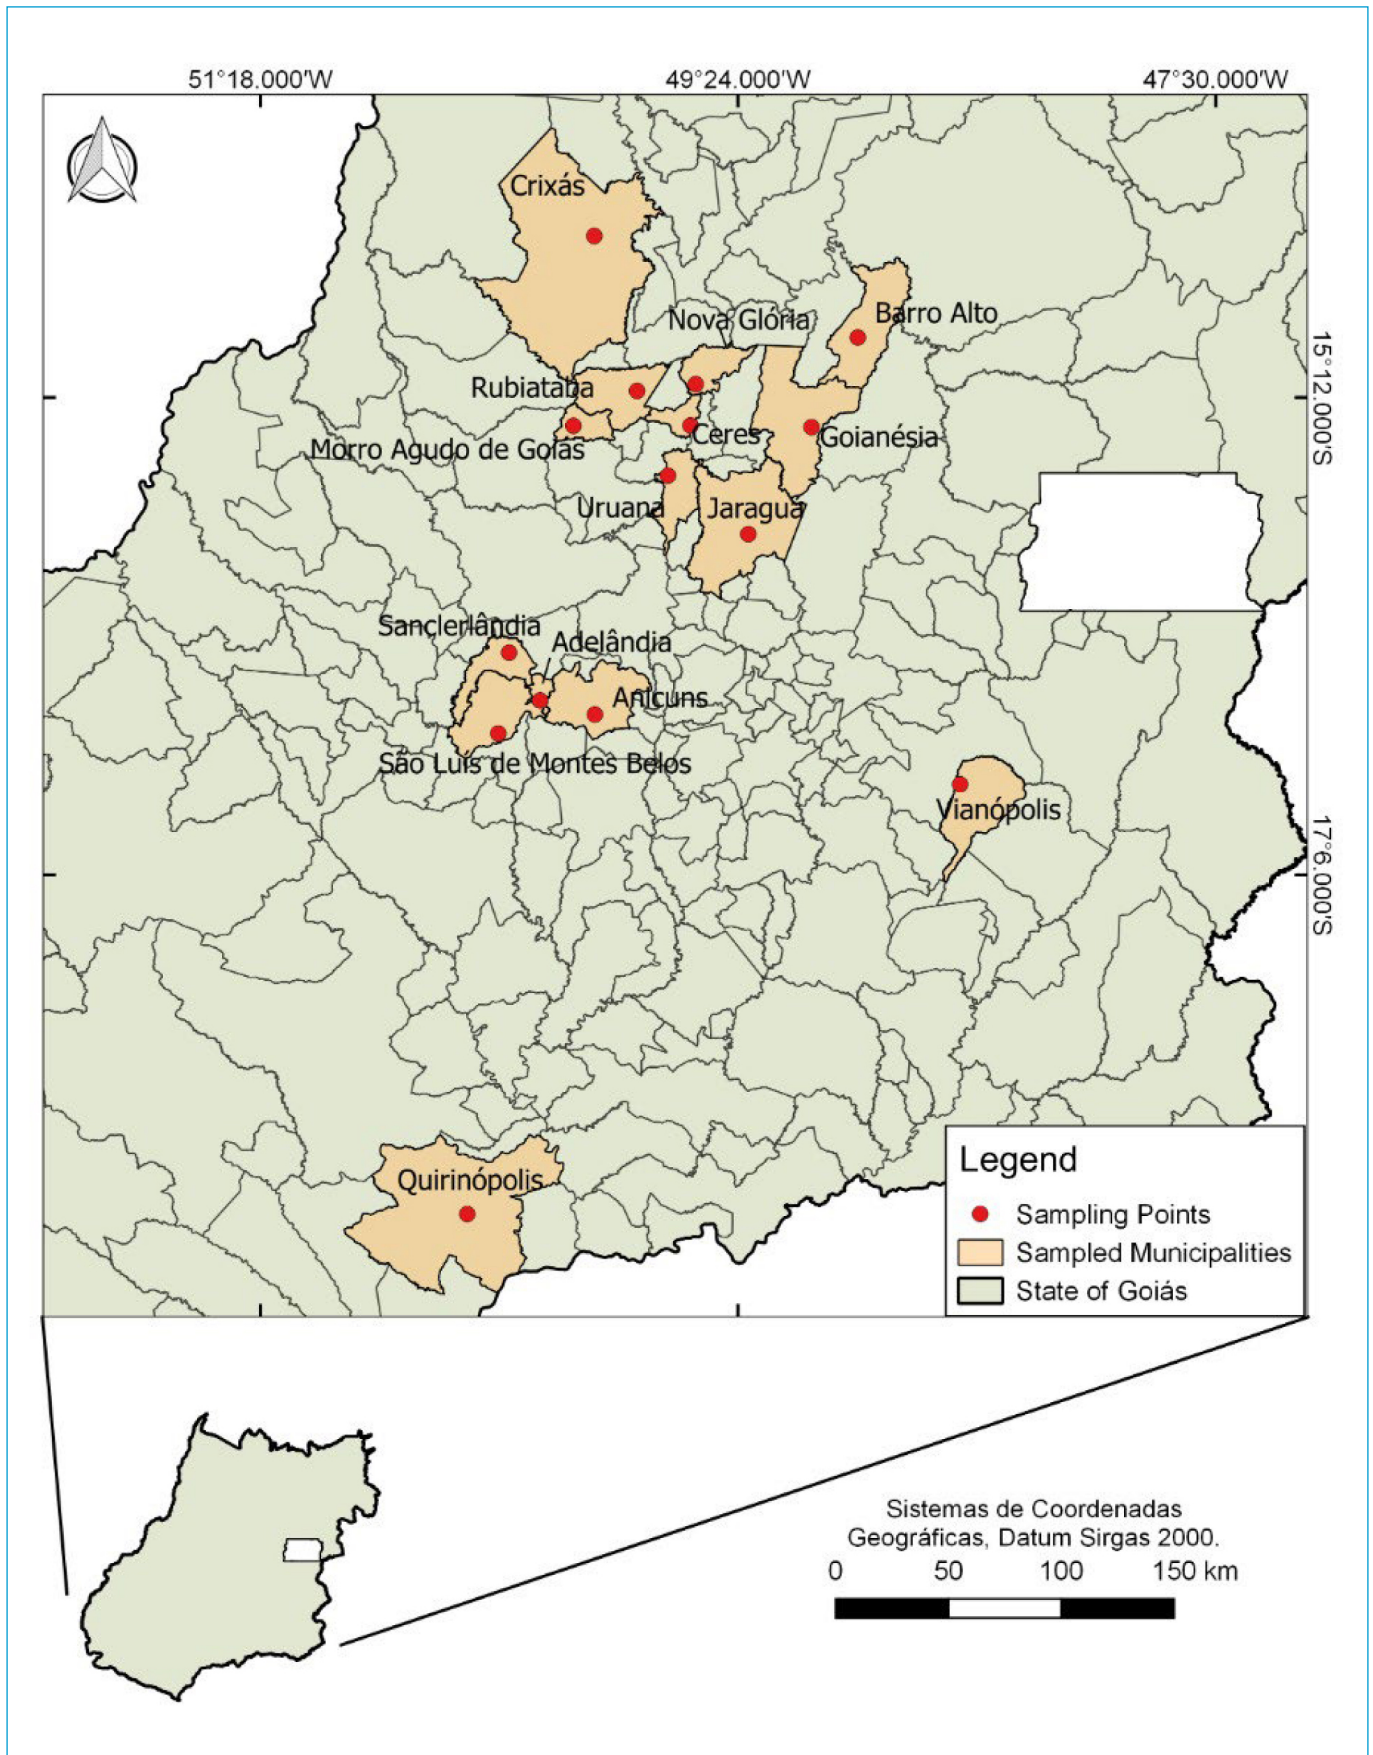 51°18.000'W
49°24.000'W
47°30.000'W
Crixás
Nova Glória
Barro Alto
15°12.000'S
Rubiataba
Ceres
Goianésia
Morro Agudo de Goiás
Uruana
Jaraguá
Sanclerlândia
Adelândia
Anicuns
São Luís de Montes Belos
Vianópolis
17°6.000'S
Quirinópolis
Legend
Sampling Points
Sampled Municipalities
State of Goiás
Sistemas de Coordenadas
Geográficas, Datum Sirgas 2000.
0 50 100 150 km